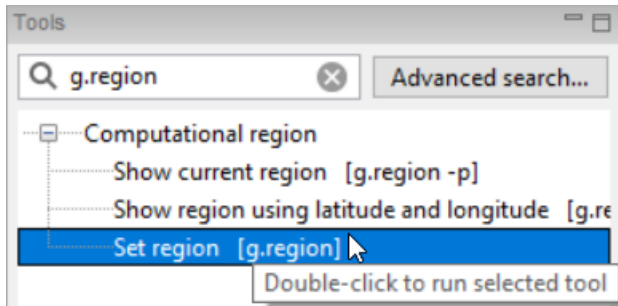 Tools
g.region
Advanced search...
Computational region
Show current region [g.region -p]
Show region using latitude and longitude [g.re
Set region [g.region]
Double-click to run selected tool